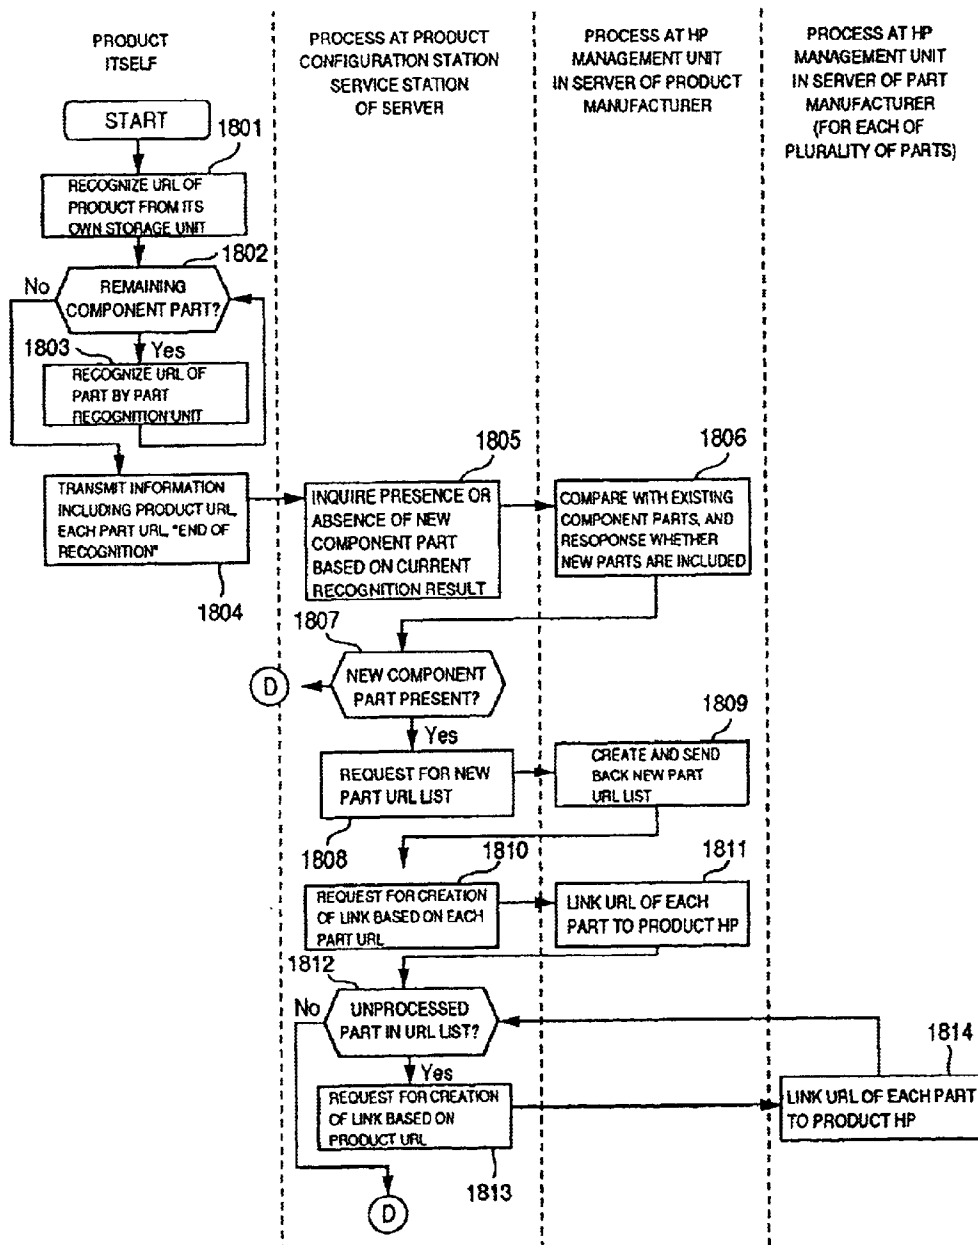 PRODUCT
ITSELF
PROCESS AT PRODUCT
CONFIGURATION STATION
SERVICE STATION
OF SERVER
PROCESS AT HP
MANAGEMENT UNIT
IN SERVER OF PRODUCT
MANUFACTURER
PROCESS AT HP
MANAGEMENT UNIT
IN SERVER OF PART
MANUFACTURER
(FOR EACH OF
PLURALITY OF PARTS)
START
1801
RECOGNIZE URL OF
PRODUCT FROM ITS
OWN STORAGE UNIT
1802
No
REMAINING
COMPONENT PART?
1803
Yes
RECOGNIZE URL OF
PART BY PART
RECOGNITION UNIT
TRANSMIT INFORMATION
INCLUDING PRODUCT URL,
EACH PART URL, "END OF
RECOGNITION"
1804
1805
INQUIRE PRESENCE OR
ABSENCE OF NEW
COMPONENT PART
BASED ON CURRENT
RECOGNITION RESULT
1806
COMPARE WITH EXISTING
COMPONENT PARTS, AND
RESOPONSE WHETHER
NEW PARTS ARE INCLUDED
1807
D
NEW COMPONENT
PART PRESENT?
Yes
REQUEST FOR NEW
PART URL LIST
1808
1809
CREATE AND SEND
BACK NEW PART
URL LIST
1810
REQUEST FOR CREATION
OF LINK BASED ON EACH
PART URL
1811
LINK URL OF EACH
PART TO PRODUCT HP
1812
No
UNPROCESSED
PART IN URL LIST?
Yes
REQUEST FOR CREATION
OF LINK BASED ON
PRODUCT URL
1813
1814
LINK URL OF EACH PART
TO PRODUCT HP
D